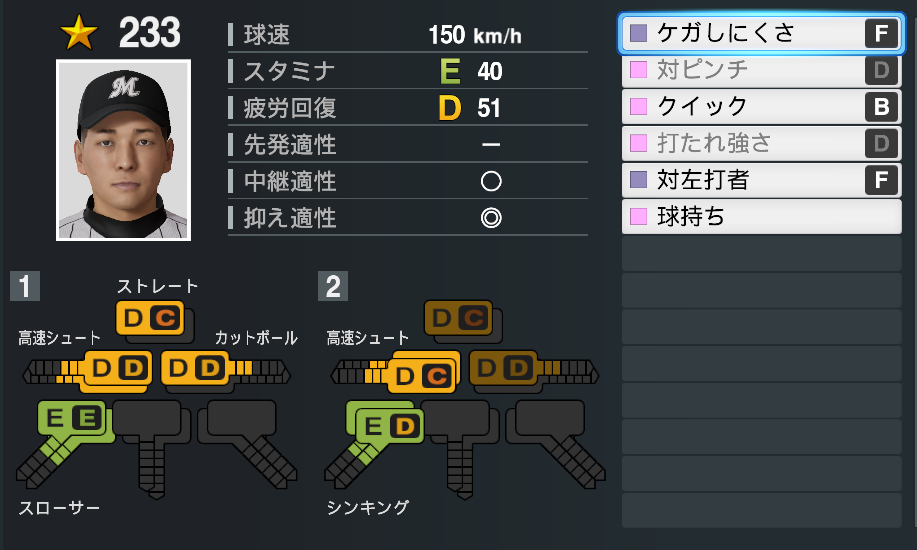 233
球速 150 km/h
スタミナ E 40
疲労回復 D 51
先発適性 ー
中継適性 ○
抑え適性 ◎
M
ケガしにくさ F
対ピンチ D
クイック B
打たれ強さ D
対左打者 F
球持ち
1
ストレート
D C
高速シュート
カットボール
D D
D D
E E
スローサー
2
D C
高速シュート
D C
D D
E D
シンキング